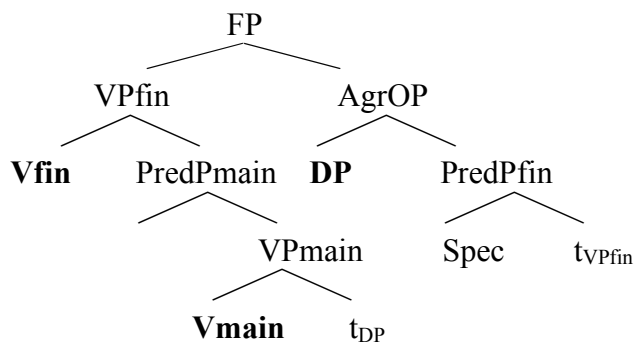 FP
VPfin AgrOP
Vfin PredPmain DP PredPfin
VPmain Spec tVPfin
Vmain tDP